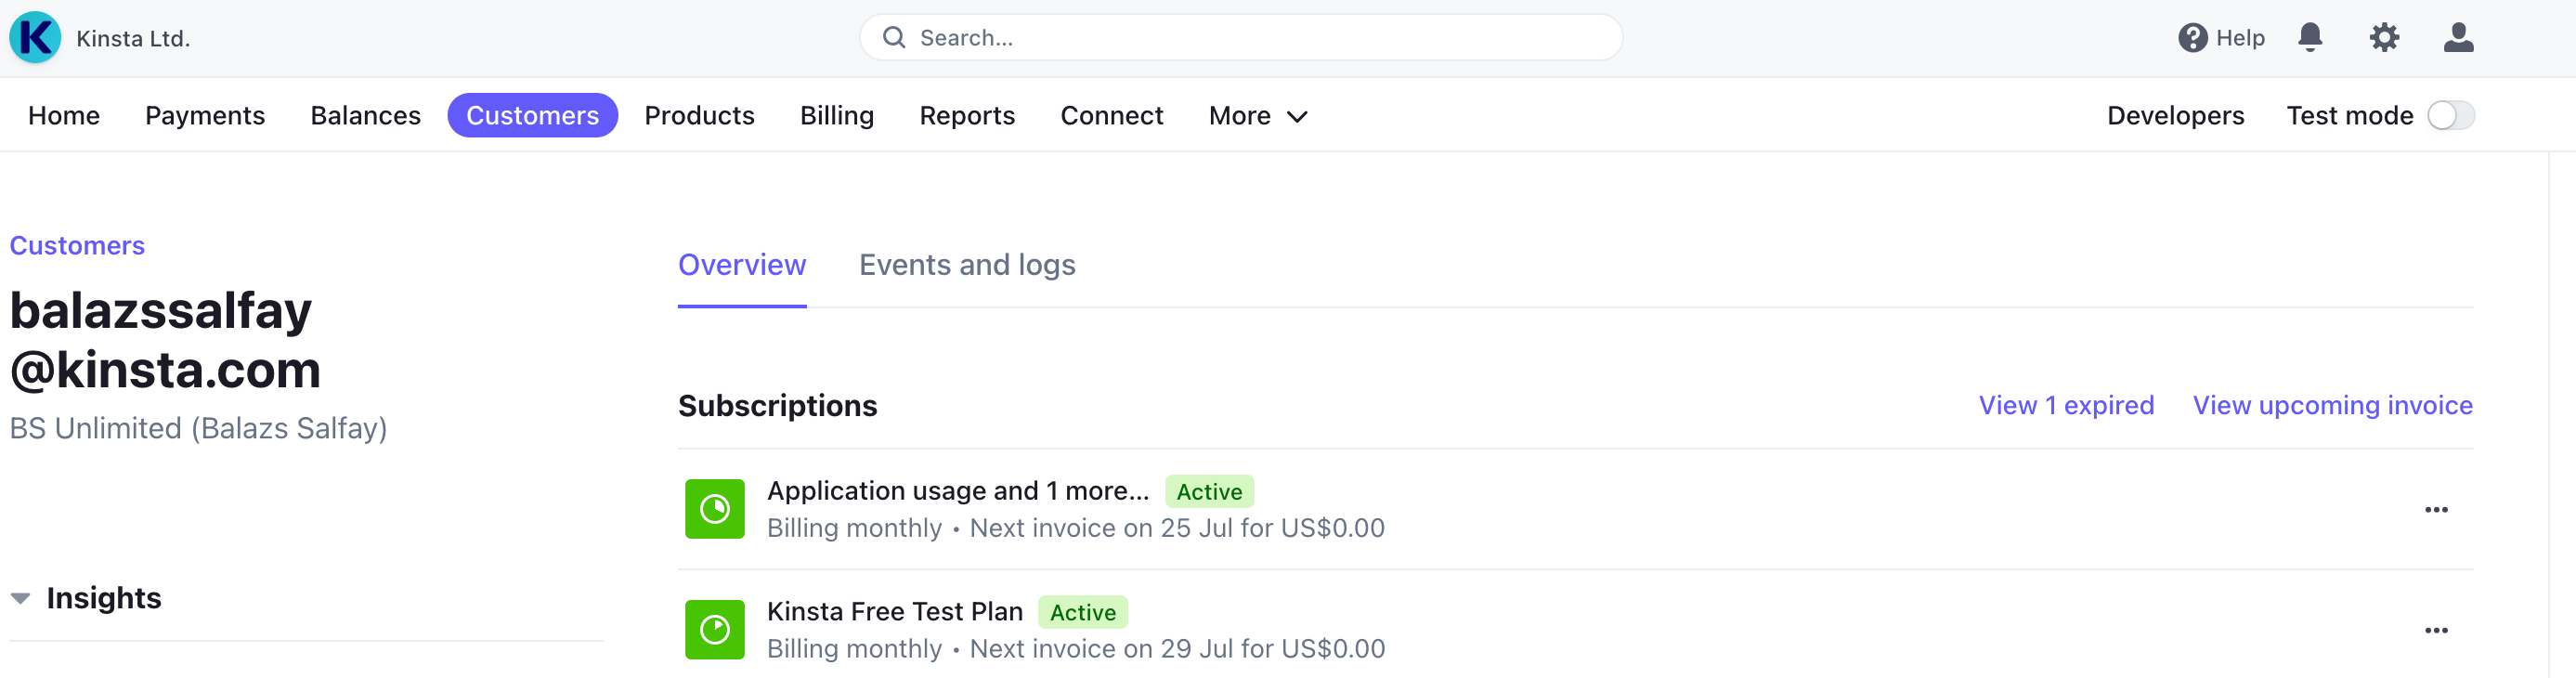 K Kinsta Ltd.
Search...
? Help
Home Payments Balances Customers Products Billing Reports Connect More
Developers Test mode
Customers
balazssalfay
@kinsta.com
BS Unlimited (Balazs Salfay)
Insights
Overview Events and logs
Subscriptions View 1 expired View upcoming invoice
Application usage and 1 more... Active
Billing monthly • Next invoice on 25 Jul for US$0.00
Kinsta Free Test Plan Active
Billing monthly • Next invoice on 29 Jul for US$0.00